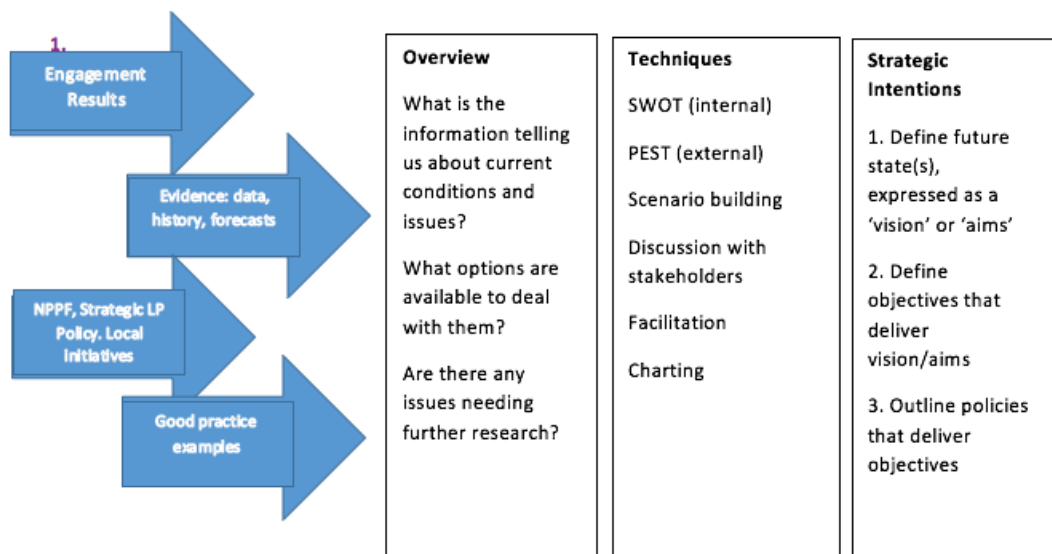 1.
Engagement
Results
Evidence: data,
history, forecasts
NPPF, Strategic LP
Policy. Local
Initiatives
Good practice
examples
Overview
What is the
information telling
us about current
conditions and
issues?
What options are
available to deal
with them?
Are there any
issues needing
further research?
Techniques
SWOT (internal)
PEST (external)
Scenario building
Discussion with
stakeholders
Facilitation
Charting
Strategic
Intentions
1. Define future
state(s),
expressed as a
‘vision’ or ‘aims’
2. Define
objectives that
deliver
vision/aims
3. Outline policies
that deliver
objectives